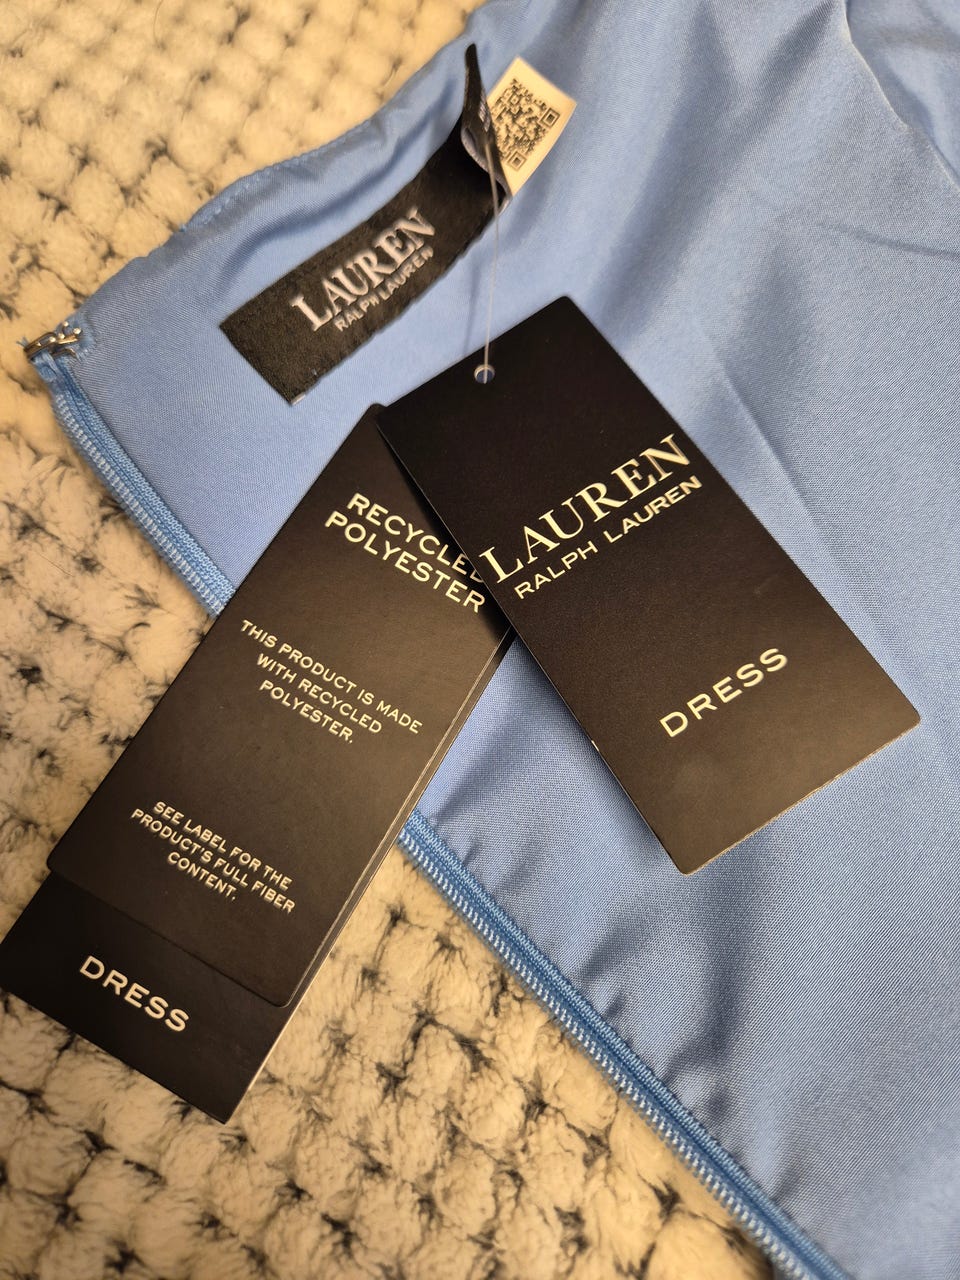 LAUREN
RALPH LAUREN
LAUREN
RALPH LAUREN
DRESS
RECYCLED
POLYESTER
THIS PRODUCT IS MADE
WITH RECYCLED
POLYESTER.
SEE LABEL FOR THE
PRODUCT'S FULL FIBER
CONTENT.
DRESS